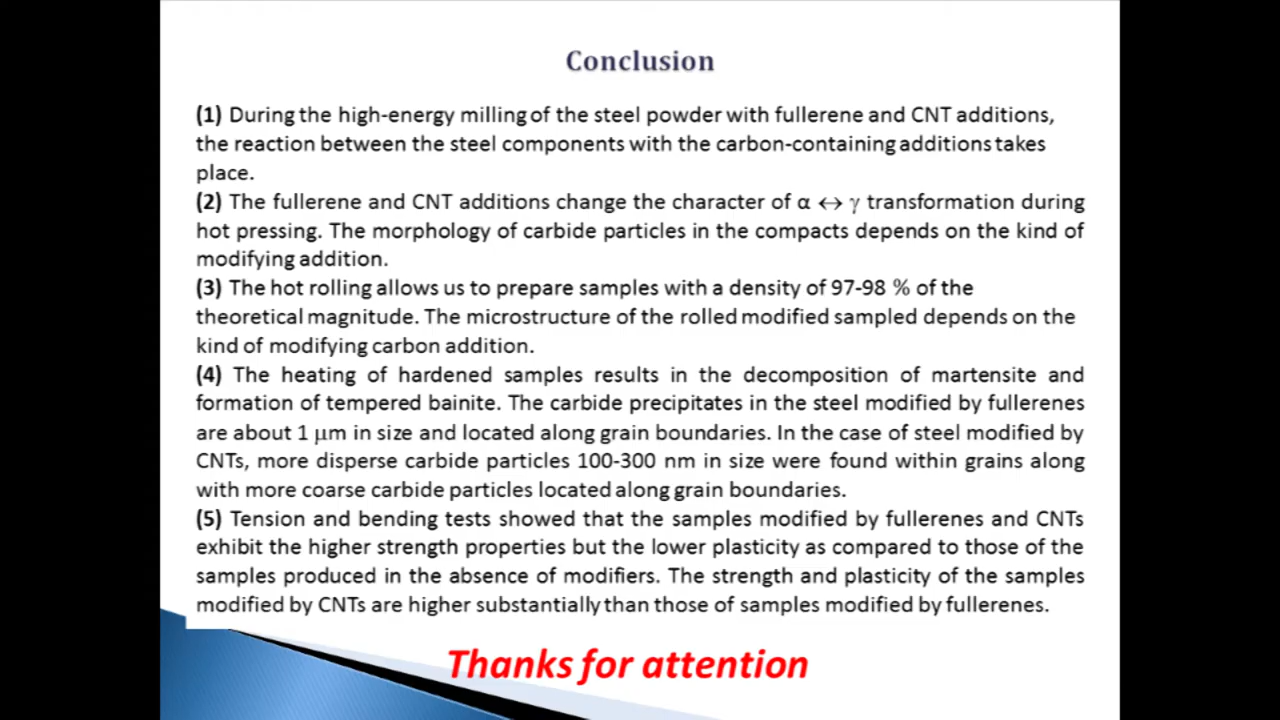 Conclusion
(1) During the high-energy milling of the steel powder with fullerene and CNT additions,
the reaction between the steel components with the carbon-containing additions takes
place.
(2) The fullerene and CNT additions change the character of α ↔ γ transformation during
hot pressing. The morphology of carbide particles in the compacts depends on the kind of
modifying addition.
(3) The hot rolling allows us to prepare samples with a density of 97-98 % of the
theoretical magnitude. The microstructure of the rolled modified sampled depends on the
kind of modifying carbon addition.
(4) The heating of hardened samples results in the decomposition of martensite and
formation of tempered bainite. The carbide precipitates in the steel modified by fullerenes
are about 1 μm in size and located along grain boundaries. In the case of steel modified by
CNTs, more disperse carbide particles 100-300 nm in size were found within grains along
with more coarse carbide particles located along grain boundaries.
(5) Tension and bending tests showed that the samples modified by fullerenes and CNTs
exhibit the higher strength properties but the lower plasticity as compared to those of the
samples produced in the absence of modifiers. The strength and plasticity of the samples
modified by CNTs are higher substantially than those of samples modified by fullerenes.
Thanks for attention